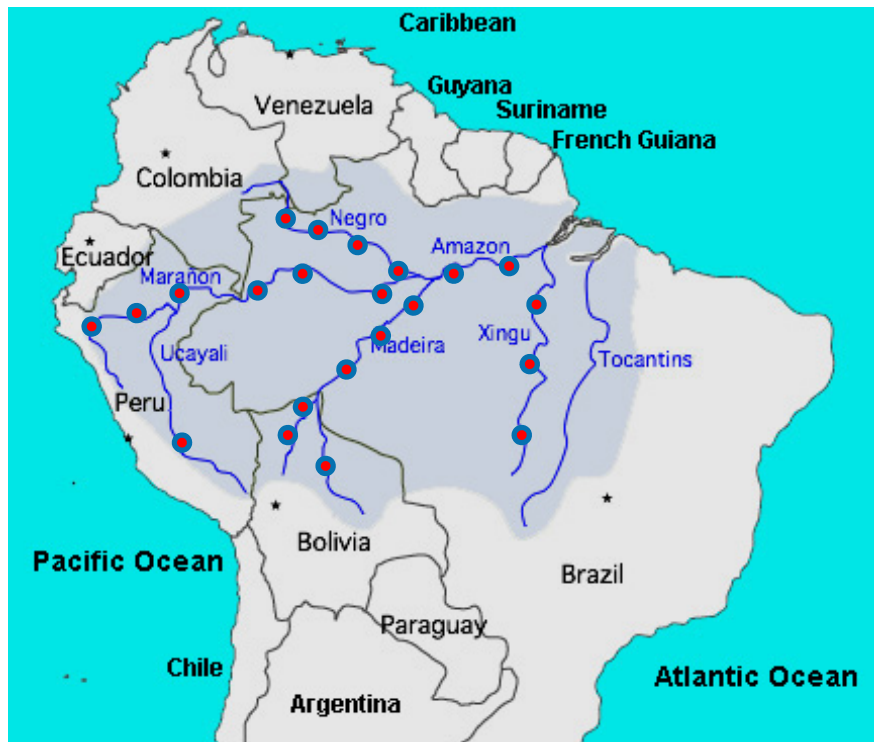 Caribbean
Guyana
Venezuela
Suriname
French Guiana
Colombia
Negro
Amazon
Ecuador
Marañon
Xingu
Madeira
Ucayali
Tocantins
Peru
Bolivia
Pacific Ocean
Brazil
Paraguay
Chile
Atlantic Ocean
Argentina